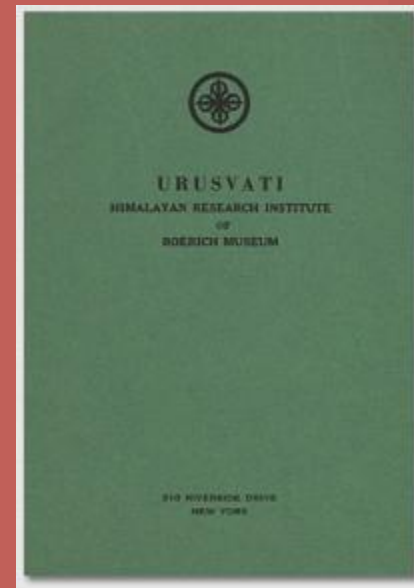 URUSVATI
HIMALAYAN RESEARCH INSTITUTE
OF
ROERICH MUSEUM
310 RIVERSIDE DRIVE
NEW YORK